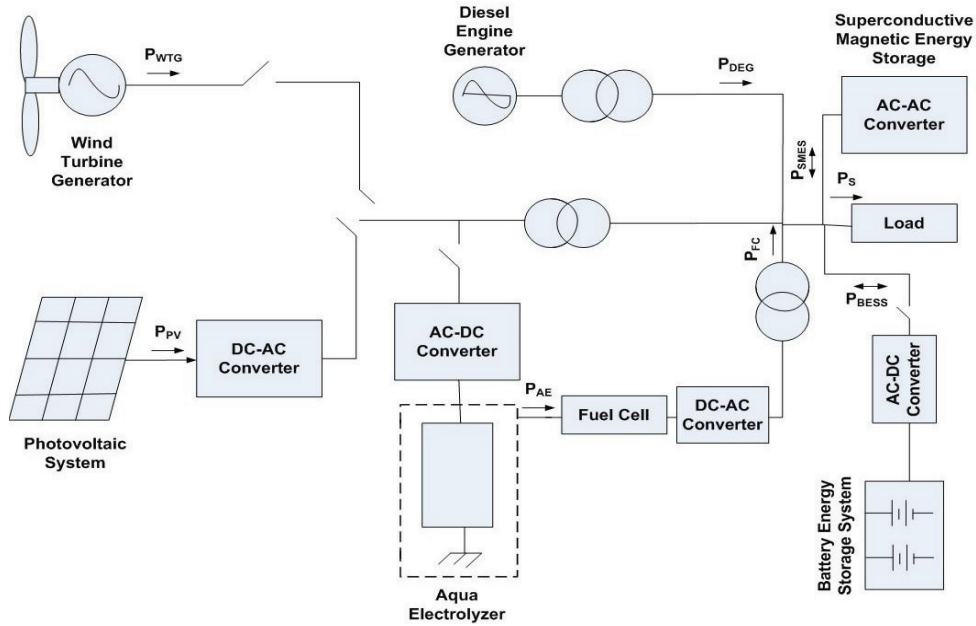 Diesel
Engine
Generator
Superconductive
Magnetic Energy
Storage
PWTG
PDEG
AC-AC
Converter
Wind
Turbine
Generator
PSMES
PS
Load
PFC
PBESS
PPV
DC-AC
Converter
AC-DC
Converter
AC-DC
Converter
PAE
Fuel Cell
DC-AC
Converter
Photovoltaic
System
Battery Energy
Storage System
Aqua
Electrolyzer